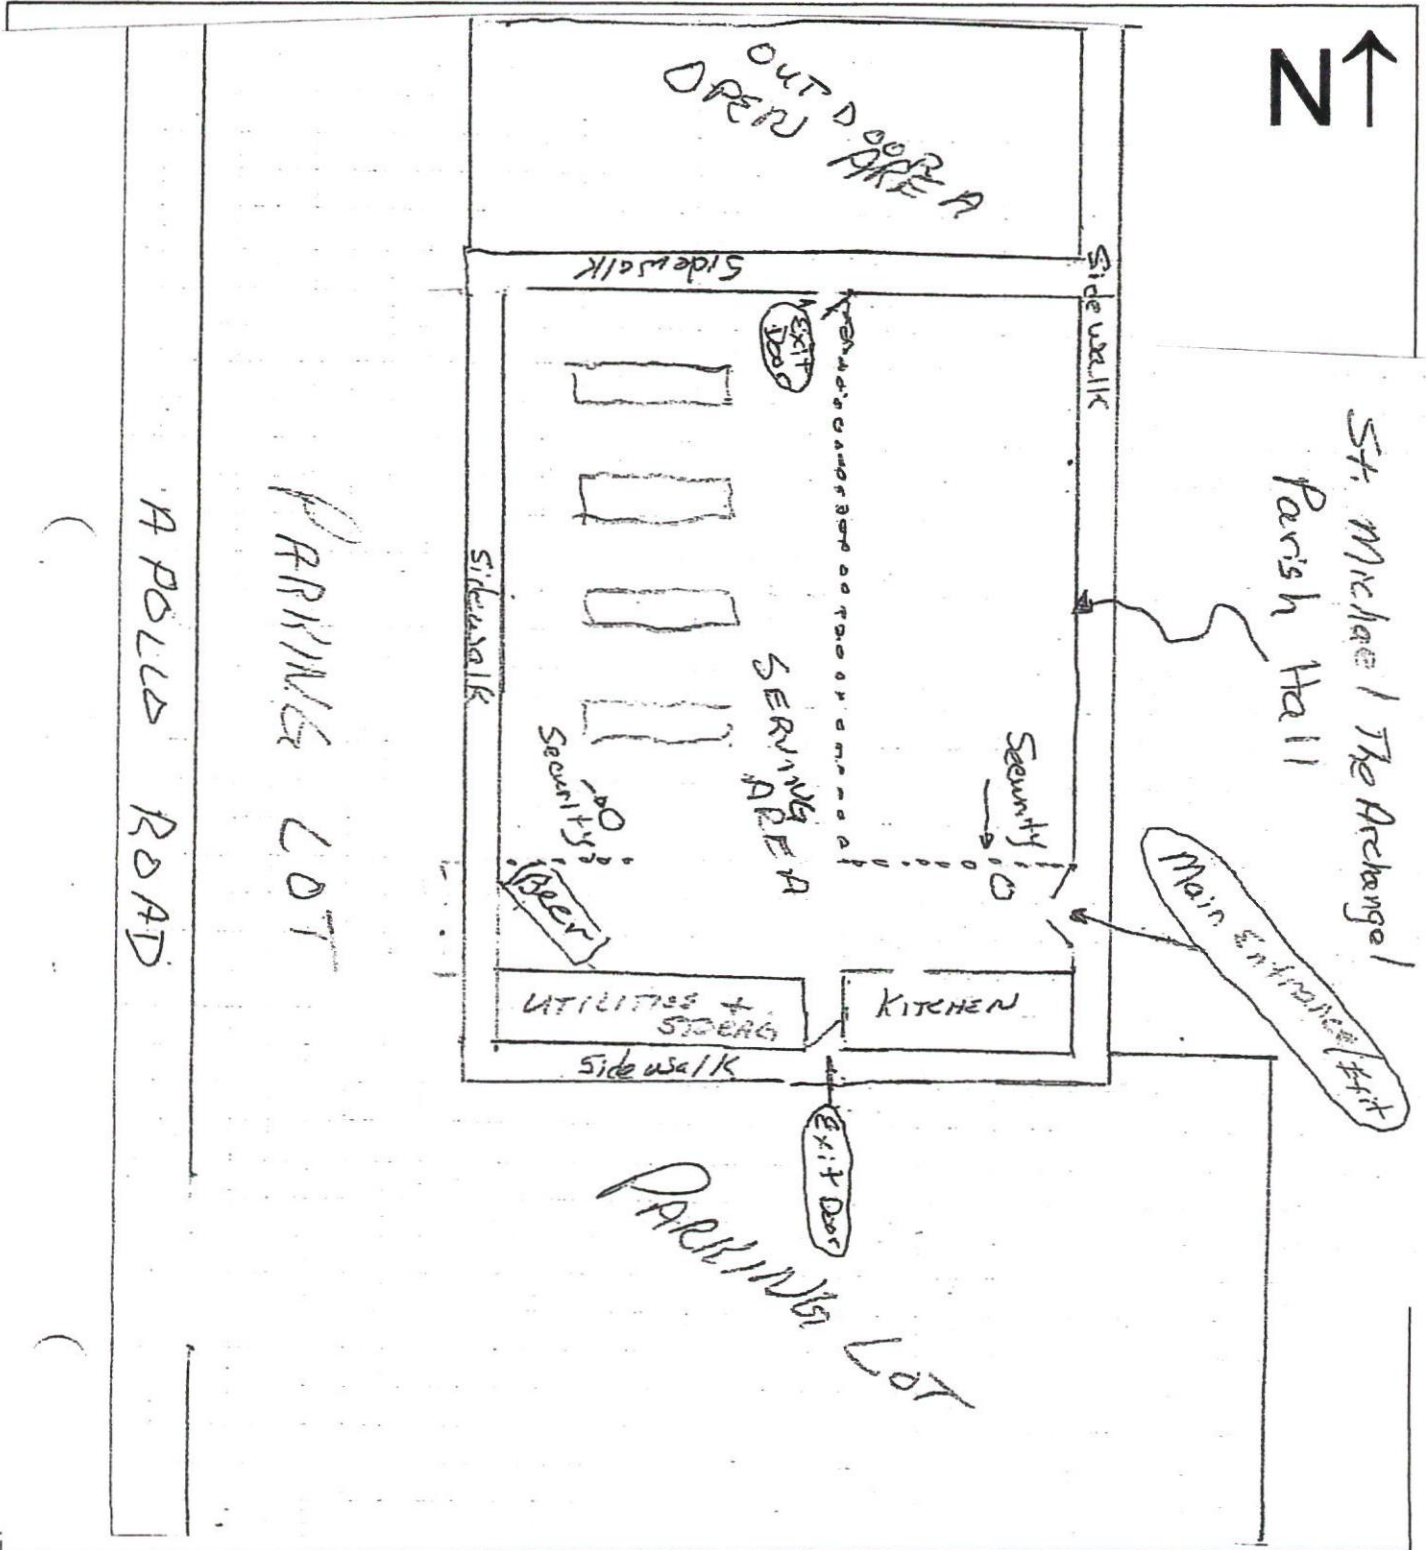 N
OUTDOOR
OPEN AREA
Sidewalk
Sidewalk
Exit
Door
St. Michael The Archangel
Parish Hall
Sidewalk
PARKING LOT
APOLLO ROAD
SERVING
AREA
Security
Security
Beer
Main Entrance/Exit
UTILITIES +
STORAG
KITCHEN
Sidewalk
Exit Door
PARKING LOT